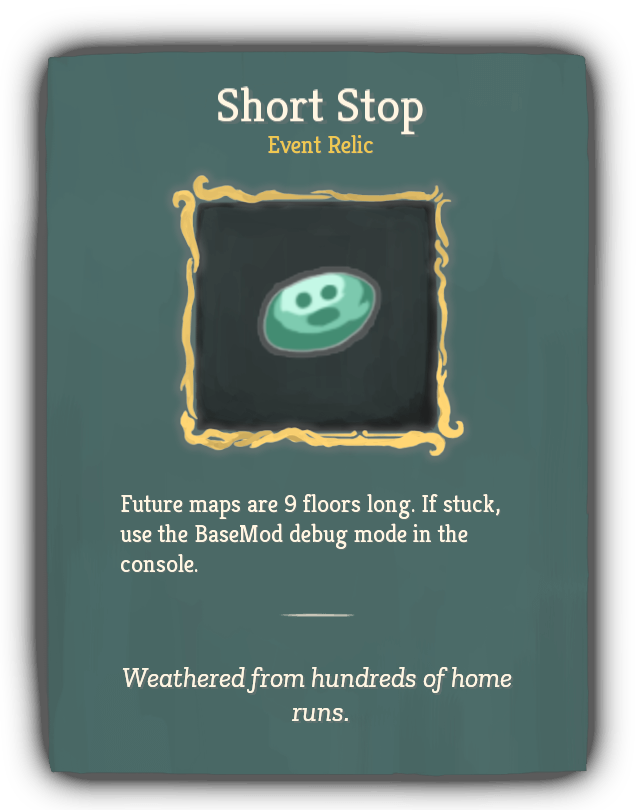 Short Stop
Event Relic
Future maps are 9 floors long. If stuck,
use the BaseMod debug mode in the
console.
Weathered from hundreds of home
runs.